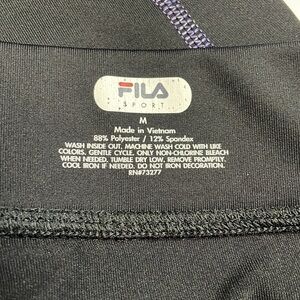 FILA
SPORT
M
Made in Vietnam
88% Polyester / 12% Spandex
WASH INSIDE OUT, MACHINE WASH COLD WITH LIKE
COLORS. GENTLE CYCLE. ONLY NON-CHLORINE BLEACH
WHEN NEEDED. TUMBLE DRY LOW. REMOVE PROMPTLY.
COOL IRON IF NEEDED. DO NOT IRON DECORATION.
RN#73277